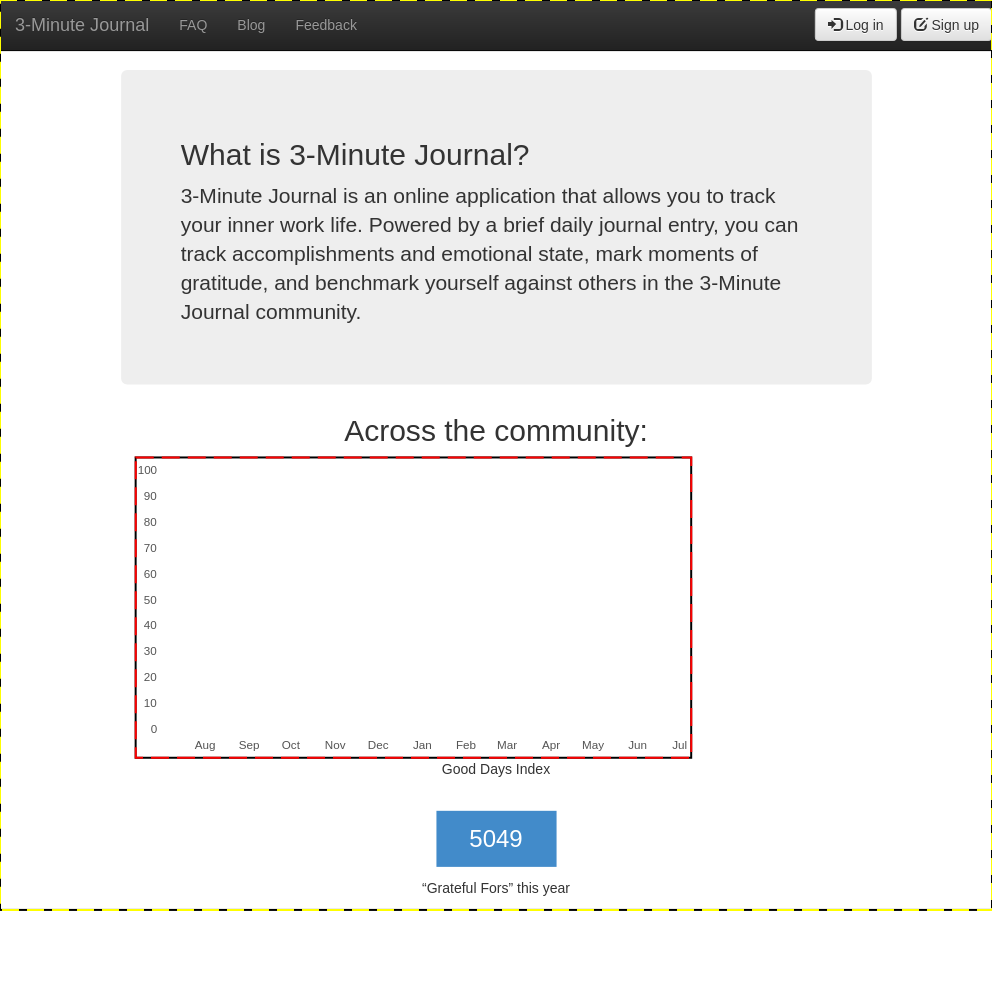 3-Minute Journal FAQ Blog Feedback Log in Sign up
What is 3-Minute Journal?
3-Minute Journal is an online application that allows you to track
your inner work life. Powered by a brief daily journal entry, you can
track accomplishments and emotional state, mark moments of
gratitude, and benchmark yourself against others in the 3-Minute
Journal community.
Across the community:
100
90
80
70
60
50
40
30
20
10
0
Aug Sep Oct Nov Dec Jan Feb Mar Apr May Jun Jul
Good Days Index
5049
“Grateful Fors” this year